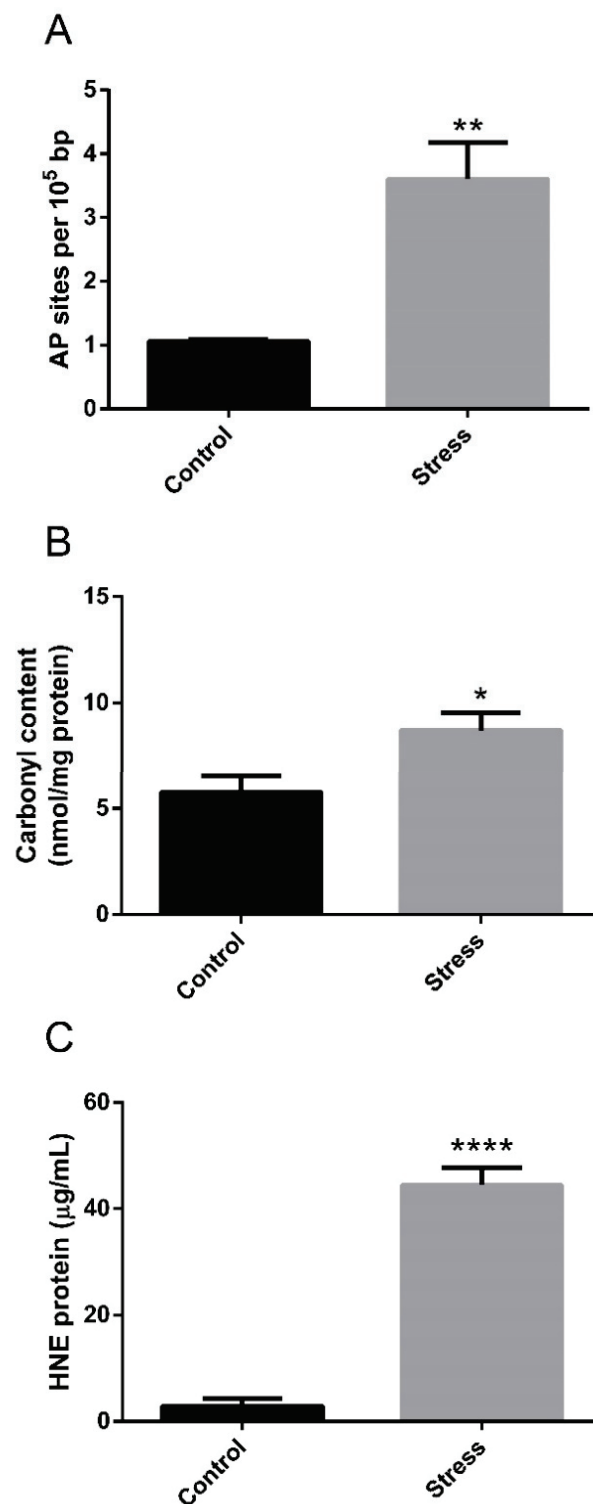 A
AP sites per 10⁵ bp
5
4
3
2
1
0
**
Control
Stress
B
Carbonyl content
(nmol/mg protein)
15
10
5
0
*
Control
Stress
C
HNE protein (µg/mL)
60
40
20
0
****
Control
Stress